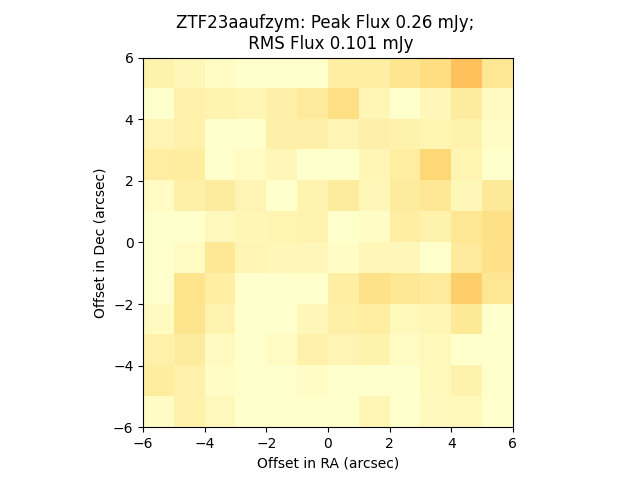 ZTF23aaufzym: Peak Flux 0.26 mJy;
RMS Flux 0.101 mJy
6
4
2
0
−2
−4
−6
Offset in Dec (arcsec)
−6 −4 −2 0 2 4 6
Offset in RA (arcsec)